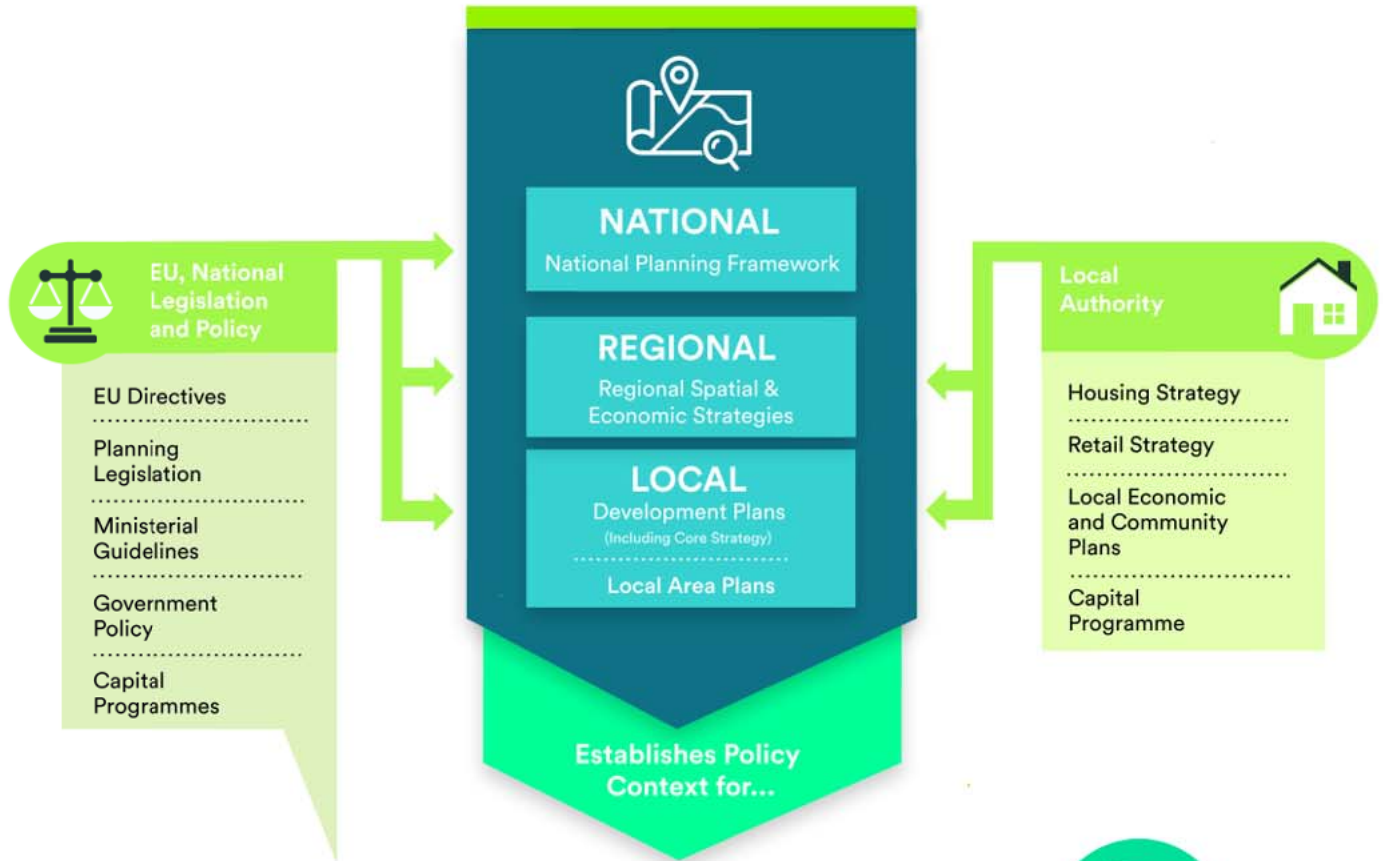 NATIONAL
National Planning Framework
REGIONAL
Regional Spatial &
Economic Strategies
LOCAL
Development Plans
(Including Core Strategy)
Local Area Plans
EU, National
Legislation
and Policy
EU Directives
Planning
Legislation
Ministerial
Guidelines
Government
Policy
Capital
Programmes
Local
Authority
Housing Strategy
Retail Strategy
Local Economic
and Community
Plans
Capital
Programme
Establishes Policy
Context for...